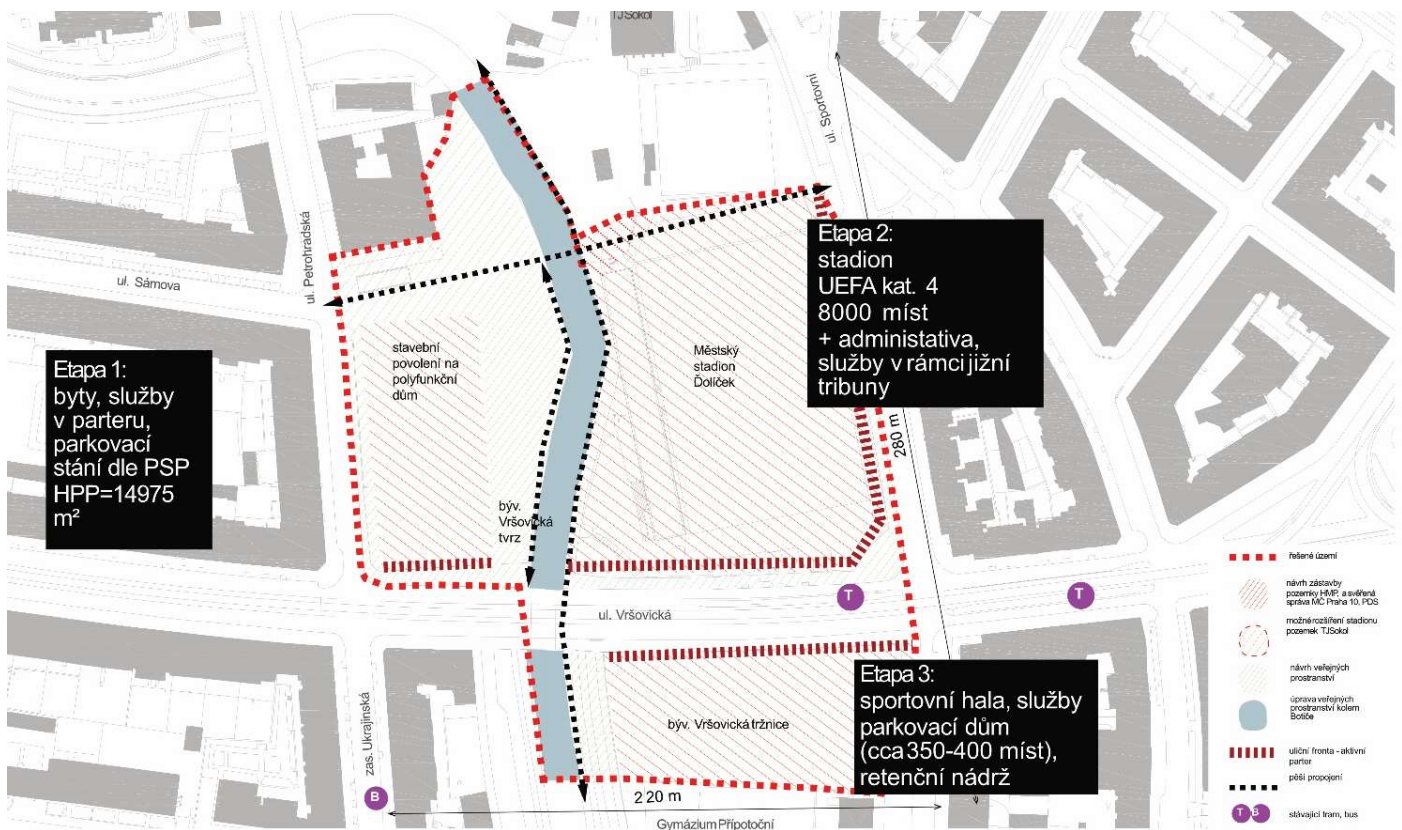 TJSokol
ul. Sportovní
ul. Petrohradská
ul. Sámova
Etapa 1:
byty, služby
v parteru,
parkovací
stání dle PSP
HPP=14975
m²
stavební
povolení na
polyfunkční
dům
Městský
stadion
Ďolíček
Etapa 2:
stadion
UEFA kat. 4
8000 míst
+ administativa,
služby v rámci jižní
tribuny
280 m
býv.
Vršovická
tvrz
T
T
ul. Vršovická
zas. Ukrajinská
B
býv. Vršovická tržnice
Etapa 3:
sportovní hala, služby
parkovací dům
(cca 350-400 míst),
retenční nádrž
220 m
Gymázium Přípotoční
řešené území
návrh zástavby
pozemky HMP, a svěřená
správa MČ Praha 10, PDS
možné rozšíření stadionu
pozemek TJSokol
návrh veřejných
prostranství
úprava veřejných
prostranství kolem
Botiče
uliční fronta - aktivní
parter
pěší propojení
T B
stávající tram, bus